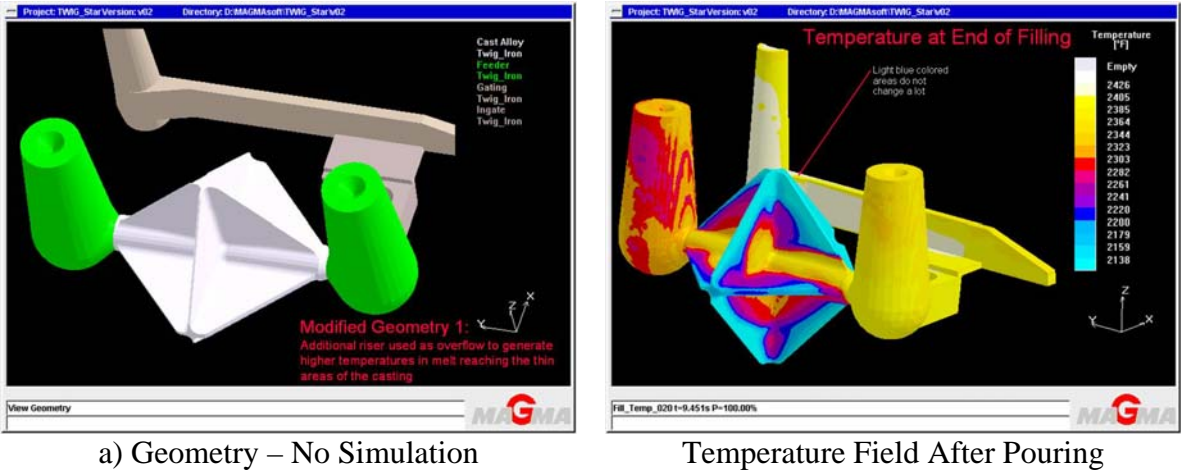 Project: TWIG_StarVersion: v02 Directory: D:\MAGMAsoft\TWIG_Star\v02
Cast Alloy
Twig_Iron
Feeder
Twig_Iron
Gating
Twig_Iron
Ingate
Twig_Iron
Modified Geometry 1:
Additional riser used as overflow to generate
higher temperatures in melt reaching the thin
areas of the casting
Z
X
Y
View Geometry
MAGMA
a) Geometry – No Simulation
Project: TWIG_StarVersion: v02 Directory: D:\MAGMAsoft\TWIG_Star\v02
Temperature at End of Filling
Light blue colored
areas do not
change a lot
Temperature
[°F]
Empty
2426
2405
2385
2364
2344
2323
2303
2282
2261
2241
2220
2200
2179
2159
2138
Z
Y
X
Fill_Temp_020 t=9.451s P=100.00%
MAGMA
Temperature Field After Pouring